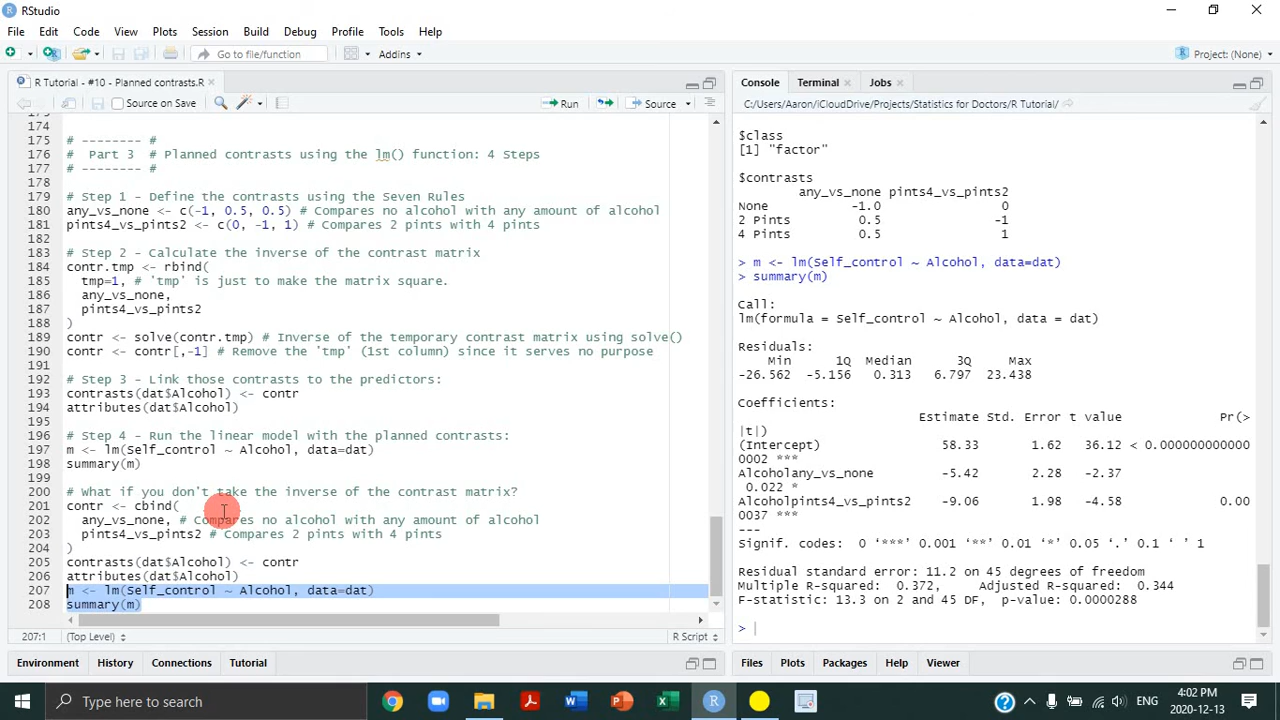 RStudio
File Edit Code View Plots Session Build Debug Profile Tools Help
Go to file/function Addins Project: (None)
R Tutorial - #10 - Planned contrasts.R
Source on Save Run Source
174
175 # -------- #
176 #  Part 3  # Planned contrasts using the lm() function: 4 Steps
177 # -------- #
178
179 # Step 1 - Define the contrasts using the Seven Rules
180 any_vs_none <- c(-1, 0.5, 0.5) # Compares no alcohol with any amount of alcohol
181 pints4_vs_pints2 <- c(0, -1, 1) # Compares 2 pints with 4 pints
182
183 # Step 2 - Calculate the inverse of the contrast matrix
184 contr.tmp <- rbind(
185   tmp=1, # 'tmp' is just to make the matrix square.
186   any_vs_none,
187   pints4_vs_pints2
188 )
189 contr <- solve(contr.tmp) # Inverse of the temporary contrast matrix using solve()
190 contr <- contr[,-1] # Remove the 'tmp' (1st column) since it serves no purpose
191
192 # Step 3 - Link those contrasts to the predictors:
193 contrasts(dat$Alcohol) <- contr
194 attributes(dat$Alcohol)
195
196 # Step 4 - Run the linear model with the planned contrasts:
197 m <- lm(Self_control ~ Alcohol, data=dat)
198 summary(m)
199
200 # What if you don't take the inverse of the contrast matrix?
201 contr <- cbind(
202   any_vs_none, # Compares no alcohol with any amount of alcohol
203   pints4_vs_pints2 # Compares 2 pints with 4 pints
204 )
205 contrasts(dat$Alcohol) <- contr
206 attributes(dat$Alcohol)
207 m <- lm(Self_control ~ Alcohol, data=dat)
208 summary(m)
207:1 (Top Level) R Script
Environment History Connections Tutorial
Console Terminal Jobs
C:/Users/Aaron/iCloudDrive/Projects/Statistics for Doctors/R Tutorial/
$class
[1] "factor"
$contrasts
any_vs_none pints4_vs_pints2
None -1.0 0
2 Pints 0.5 -1
4 Pints 0.5 1
> m <- lm(Self_control ~ Alcohol, data=dat)
> summary(m)
Call:
lm(formula = Self_control ~ Alcohol, data = dat)
Residuals:
Min 1Q Median 3Q Max
-26.562 -5.156 0.313 6.797 23.438
Coefficients:
Estimate Std. Error t value Pr(>
|t|)
(Intercept) 58.33 1.62 36.12 < 0.000000000000
0002 ***
Alcoholany_vs_none -5.42 2.28 -2.37
0.022 *
Alcoholpints4_vs_pints2 -9.06 1.98 -4.58 0.00
0037 ***
---
Signif. codes:  0 ‘***’ 0.001 ‘**’ 0.01 ‘*’ 0.05 ‘.’ 0.1 ‘ ’ 1
Residual standard error: 11.2 on 45 degrees of freedom
Multiple R-squared: 0.372, Adjusted R-squared: 0.344
F-statistic: 13.3 on 2 and 45 DF, p-value: 0.0000288
>
Files Plots Packages Help Viewer
Type here to search
ENG
4:02 PM
2020-12-13